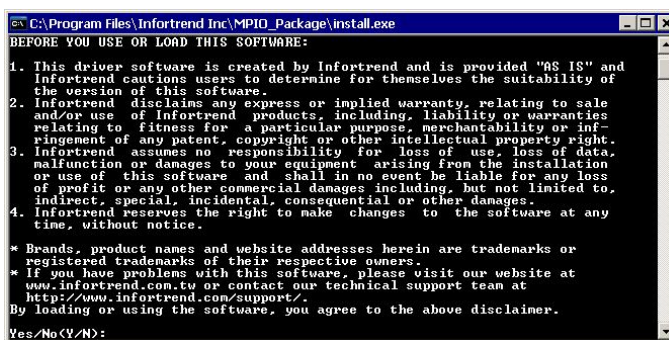 C:\Program Files\Infortrend Inc\MPIO_Package\install.exe
BEFORE YOU USE OR LOAD THIS SOFTWARE:
1. This driver software is created by Infortrend and is provided "AS IS" and
Infortrend cautions users to determine for themselves the suitability of
the version of this software.
2. Infortrend disclaims any express or implied warranty, relating to sale
and/or use of Infortrend products, including, liability or warranties
relating to fitness for a particular purpose, merchantability or inf-
ringement of any patent, copyright or other intellectual property right.
3. Infortrend assumes no responsibility for loss of use, loss of data,
malfunction or damages to your equipment arising from the installation
or use of this software and shall in no event be liable for any loss
of profit or any other commercial damages including, but not limited to,
indirect, special, incidental, consequential or other damages.
4. Infortrend reserves the right to make changes to the software at any
time, without notice.
* Brands, product names and website addresses herein are trademarks or
registered trademarks of their respective owners.
* If you have problems with this software, please visit our website at
www.infortrend.com.tw or contact our technical support team at
http://www.infortrend.com/support/.
By loading or using the software, you agree to the above disclaimer.
Yes/No(Y/N):